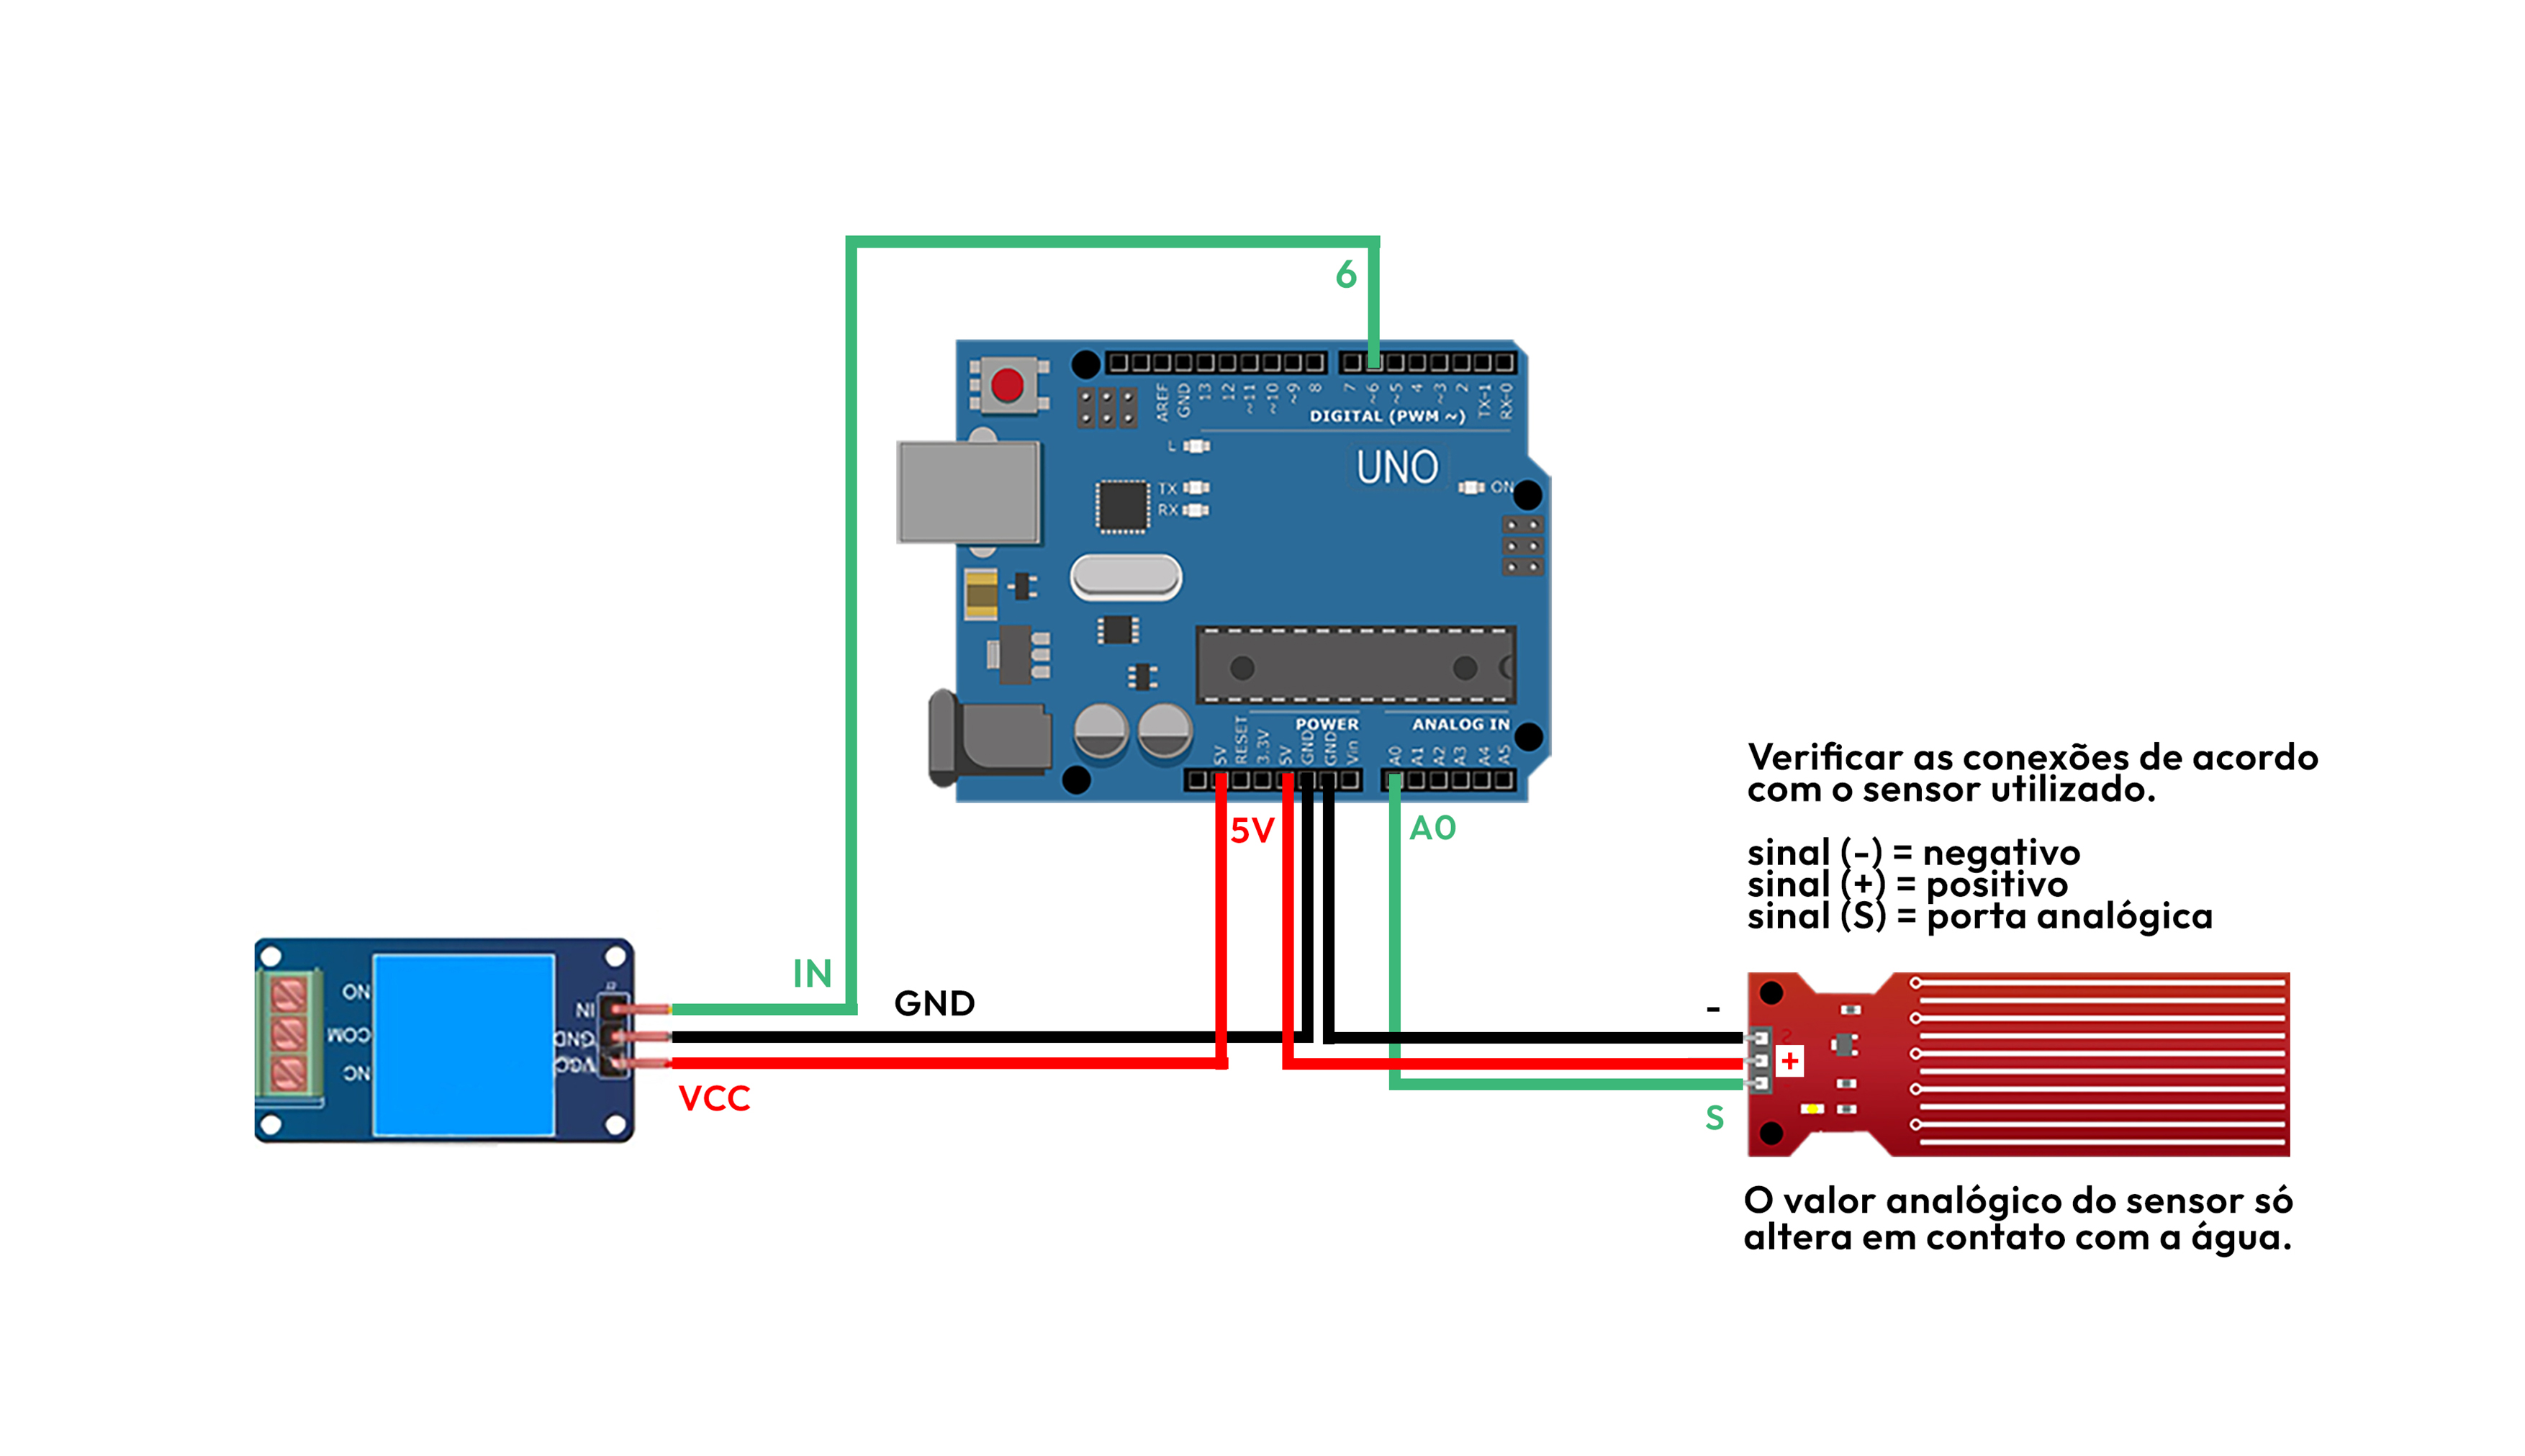 6
AREF
GND
13
12
~11
~10
~9
8
7
~6
~5
4
~3
2
TX-1
RX-0
DIGITAL (PWM ~)
L
UNO
TX
RX
ON
POWER
ANALOG IN
5V
RESET
3.3V
5V
GND
GND
Vin
A0
A1
A2
A3
A4
A5
5V
A0
Verificar as conexões de acordo
com o sensor utilizado.
sinal (-) = negativo
sinal (+) = positivo
sinal (S) = porta analógica
IN
GND
VCC
NO
COM
NC
IN
GND
VCC
-
+
S
O valor analógico do sensor só
altera em contato com a água.